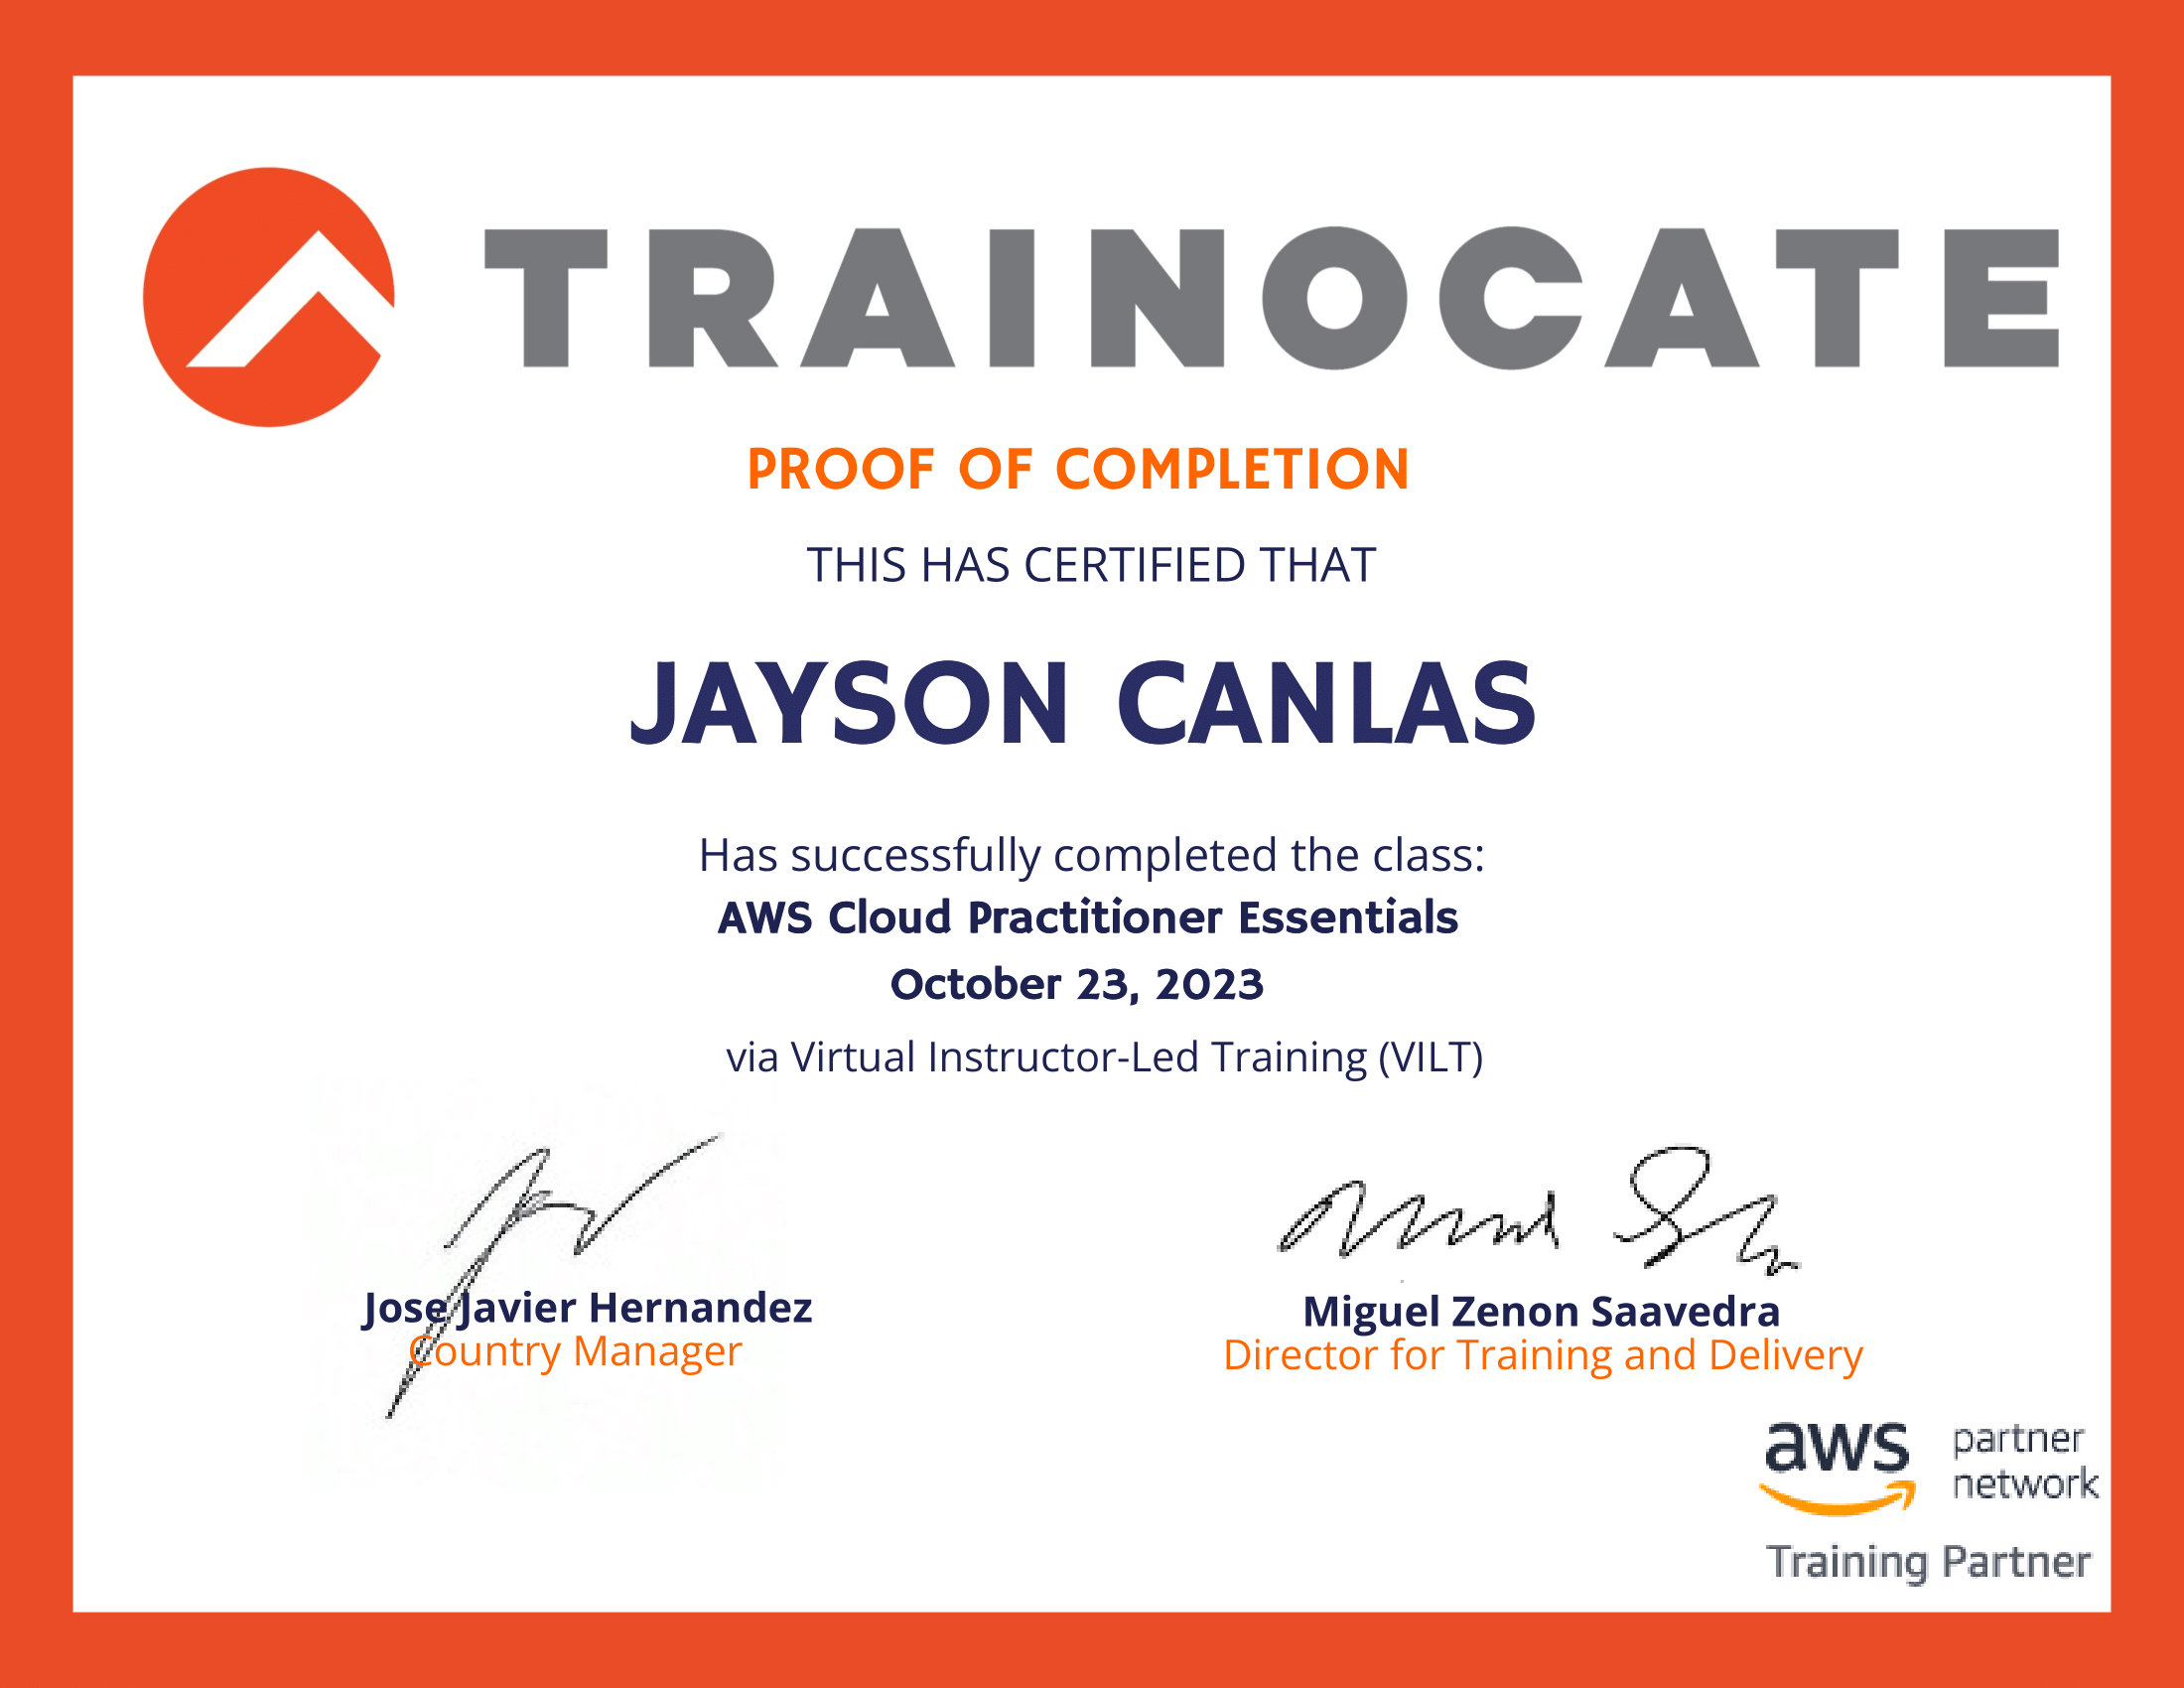 TRAINOCATE
PROOF OF COMPLETION
THIS HAS CERTIFIED THAT
JAYSON CANLAS
Has successfully completed the class:
AWS Cloud Practitioner Essentials
October 23, 2023
via Virtual Instructor-Led Training (VILT)
Jose Javier Hernandez
Country Manager
Miguel Zenon Saavedra
Director for Training and Delivery
aws partner
network
Training Partner